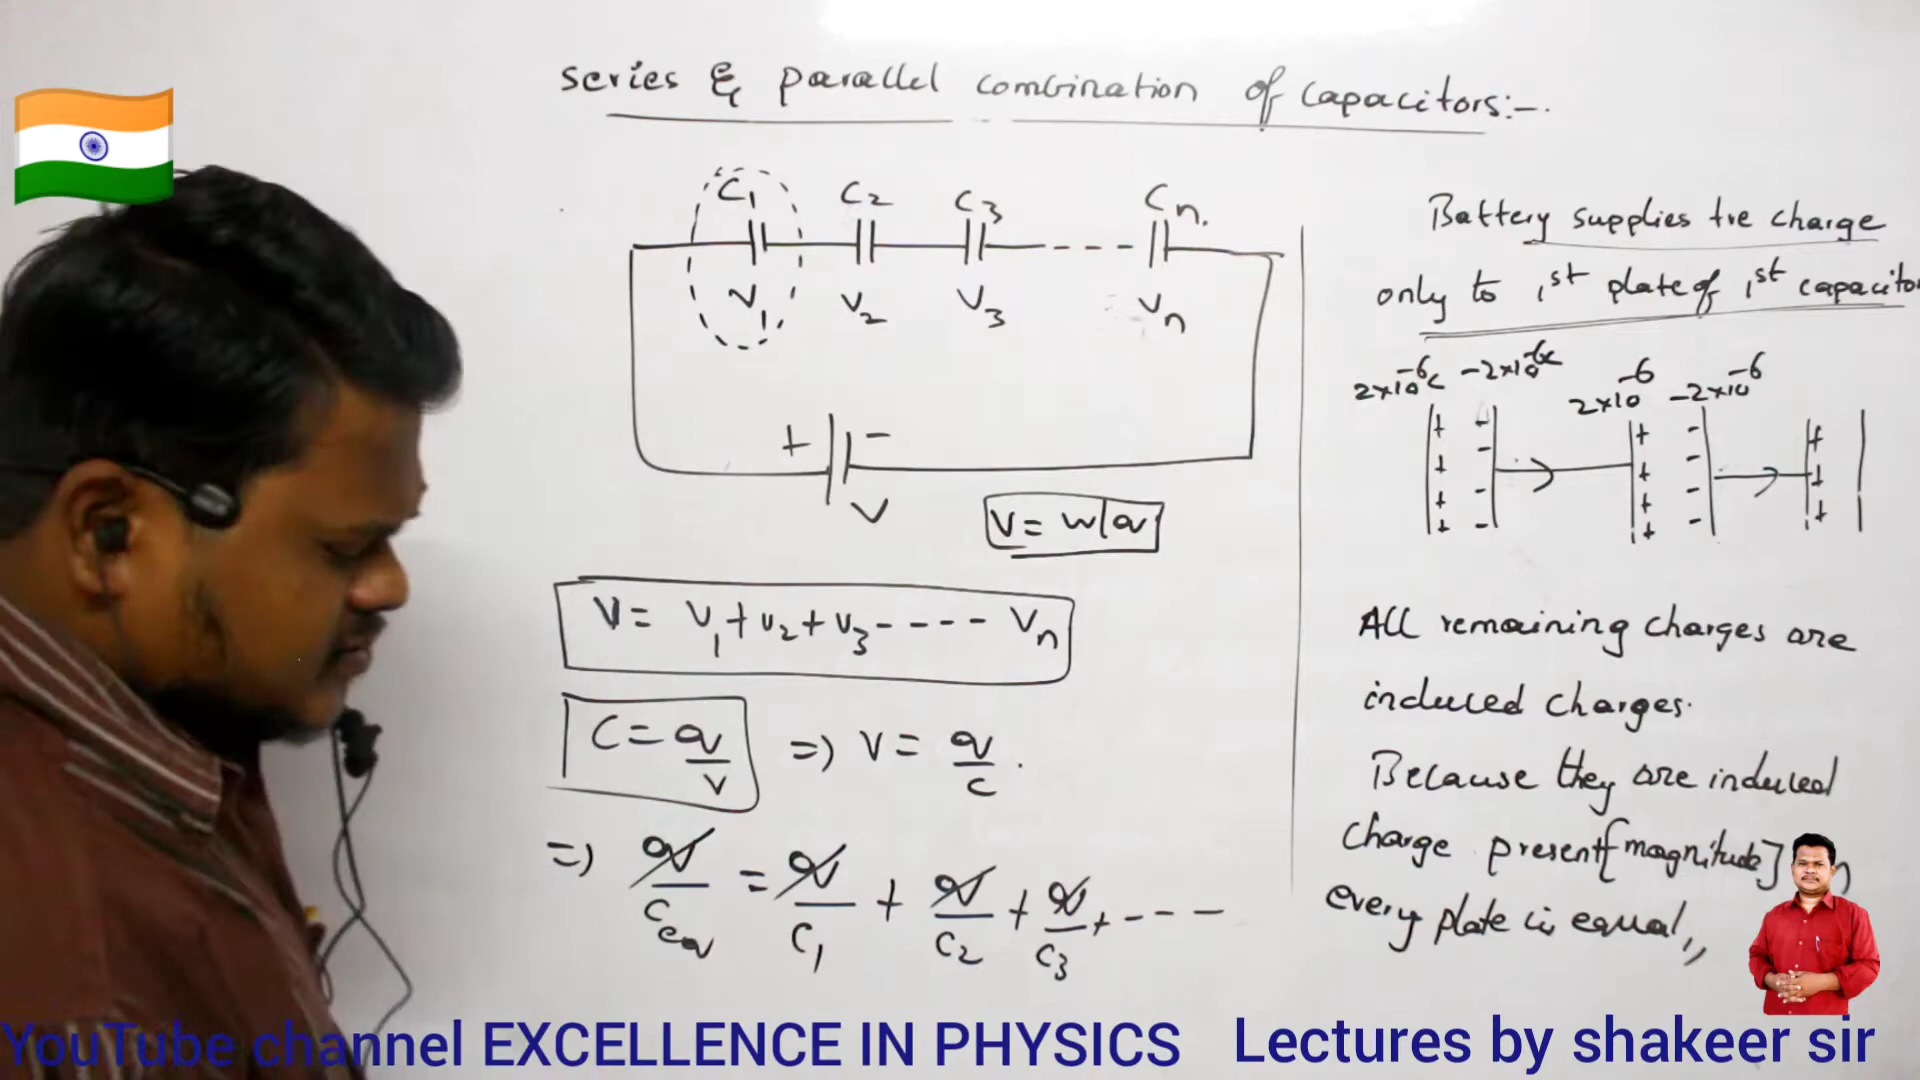 series & parallel combination of capacitors:-.
C1 C2 C3 Cn.
V1 V2 V3 - - - Vn
+ -
V
V = W/q
V = V1 + V2 + V3 - - - - Vn
C = q/V => V = q/C.
=> q/Ceq = q/C1 + q/C2 + q/C3 + - - -
Battery supplies +ve charge
only to 1st plate of 1st capacitor
2×10^-6 C -2×10^-6 C 2×10^-6 -2×10^-6
All remaining charges are
induced charges.
Because they are induced
charge present [magnitude]
every plate is equal,,
YouTube channel EXCELLENCE IN PHYSICS Lectures by shakeer sir